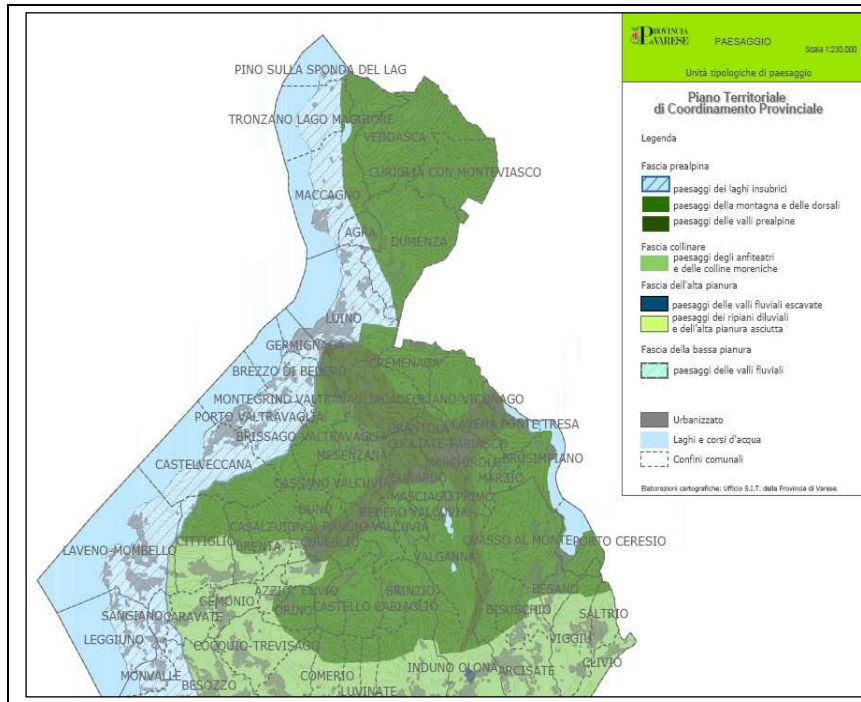 PROVINCIA
di VARESE
PAESAGGIO
Scala 1:230.000
Unità tipologiche di paesaggio
Piano Territoriale
di Coordinamento Provinciale
Legenda
Fascia prealpina
paesaggi dei laghi insubrici
paesaggi della montagna e delle dorsali
paesaggi delle valli prealpine
Fascia collinare
paesaggi degli anfiteatri
e delle colline moreniche
Fascia dell'alta pianura
paesaggi delle valli fluviali escavate
paesaggi dei ripiani diluviali
e dell'alta pianura asciutta
Fascia della bassa pianura
paesaggi delle valli fluviali
Urbanizzato
Laghi e corsi d'acqua
Confini comunali
Elaborazioni cartografiche: Ufficio S.I.T. della Provincia di Varese
PINO SULLA SPONDA DEL LAG
TRONZANO LAGO MAGGIORE
VEDDASCA
CURIGLIA CON MONTEVIASCO
MACCAGNO
AGRA
DUMENZA
LUINO
GERMIGNAGA
CREMENAGA
BREZZO DI BEDERO
MONTEGRINO VALTRAVAGLIA
CADEGLIANO-VICONAGO
PORTO VALTRAVAGLIA
GRANTOLA
LAVENA PONTE TRESA
BRISSAGO-VALTRAVAGLIA
CUGLIATE-FABIASCO
MESENZANA
MARCHIROLO
BRUSIMPIANO
CASTELVECCANA
CUNARDO
MARZIO
CASSANO VALCUVIA
MASCIAGO PRIMO
BEDERO VALCUVIA
DUNO
CASALZUIGNO
RANCIO VALCUVIA
CUASSO AL MONTE
PORTO CERESIO
CITTIGLIO
BRENTA
CUVEGLIO
LAVENO-MOMBELLO
VALGANNA
AZZIO
CUVIO
BRINZIO
BESANO
GEMONIO
ORINO
CASTELLO CABIAGLIO
BISUSCHIO
SALTRIO
SANGIANO
CARAVATE
VIGGIU'
LEGGIUNO
COCQUIO-TREVISAGO
CLIVIO
INDUNO OLONA
ARCISATE
MONVALLE
BESOZZO
COMERIO
LUVINATE